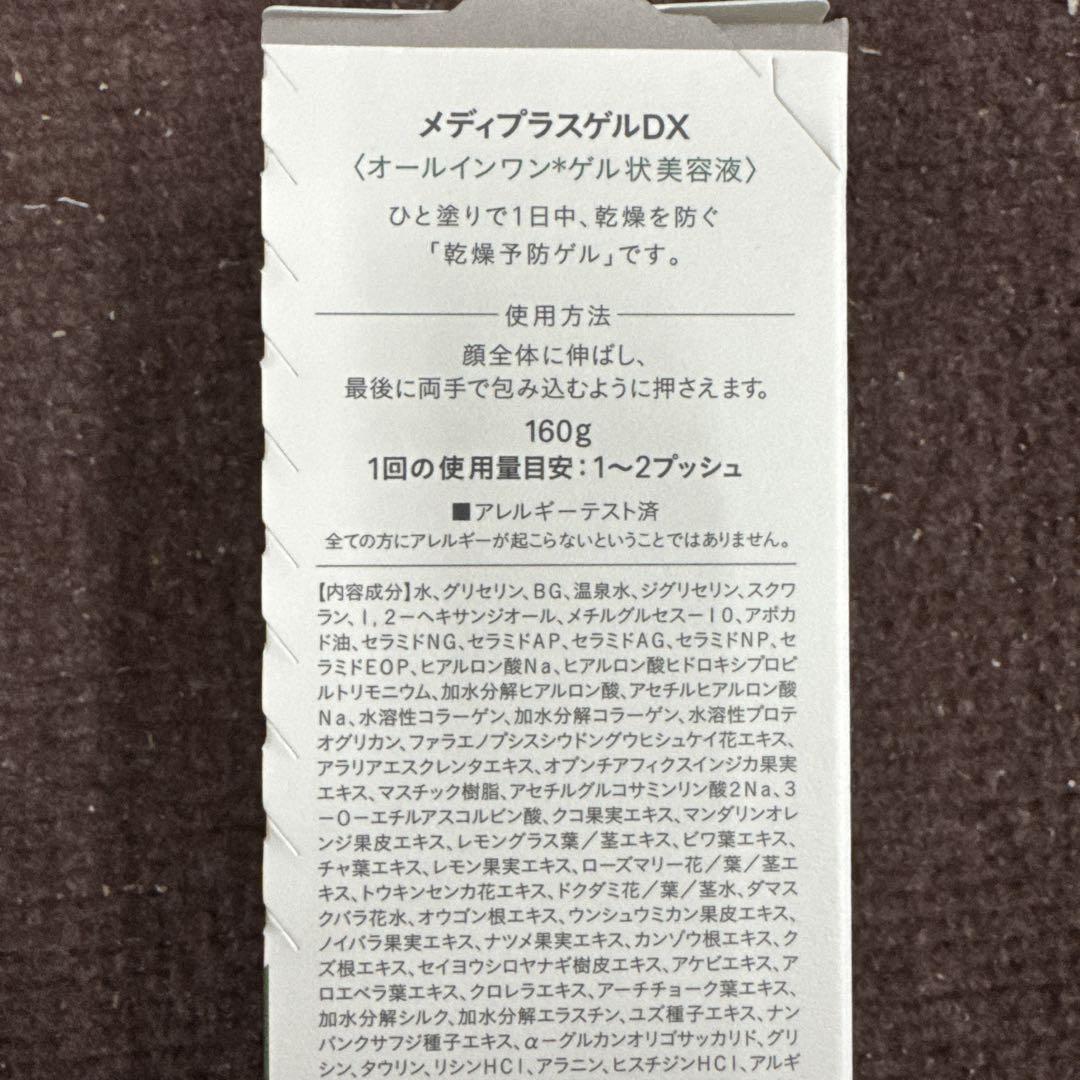 メディプラスゲルDX
〈オールインワン*ゲル状美容液〉
ひと塗りで1日中、乾燥を防ぐ
「乾燥予防ゲル」です。
使用方法
顔全体に伸ばし、
最後に両手で包み込むように押さえます。
160g
1回の使用量目安:1〜2プッシュ
■アレルギーテスト済
全ての方にアレルギーが起こらないということではありません。
【内容成分】水、グリセリン、BG、温泉水、ジグリセリン、スクワ
ラン、1,2-ヘキサンジオール、メチルグルセス-10、アボカ
ド油、セラミドNG、セラミドAP、セラミドAG、セラミドNP、セ
ラミドEOP、ヒアルロン酸Na、ヒアルロン酸ヒドロキシプロピ
ルトリモニウム、加水分解ヒアルロン酸、アセチルヒアルロン酸
Na、水溶性コラーゲン、加水分解コラーゲン、水溶性プロテ
オグリカン、ファラエノプシスシウドングウヒシュケイ花エキス、
アラリアエスクレンタエキス、オプンチアフィクスインジカ果実
エキス、マスチック樹脂、アセチルグルコサミンリン酸2Na、3
-O-エチルアスコルビン酸、クコ果実エキス、マンダリンオレ
ンジ果皮エキス、レモングラス葉/茎エキス、ビワ葉エキス、
チャ葉エキス、レモン果実エキス、ローズマリー花/葉/茎エ
キス、トウキンセンカ花エキス、ドクダミ花/葉/茎水、ダマス
クバラ花水、オウゴン根エキス、ウンシュウミカン果皮エキス、
ノイバラ果実エキス、ナツメ果実エキス、カンゾウ根エキス、ク
ズ根エキス、セイヨウシロヤナギ樹皮エキス、アケビエキス、ア
ロエベラ葉エキス、クロレラエキス、アーチチョーク葉エキス、
加水分解シルク、加水分解エラスチン、ユズ種子エキス、ナン
バンクサフジ種子エキス、α-グルカンオリゴサッカリド、グリ
シン、タウリン、リシンHCl、アラニン、ヒスチジンHCl、アルギ